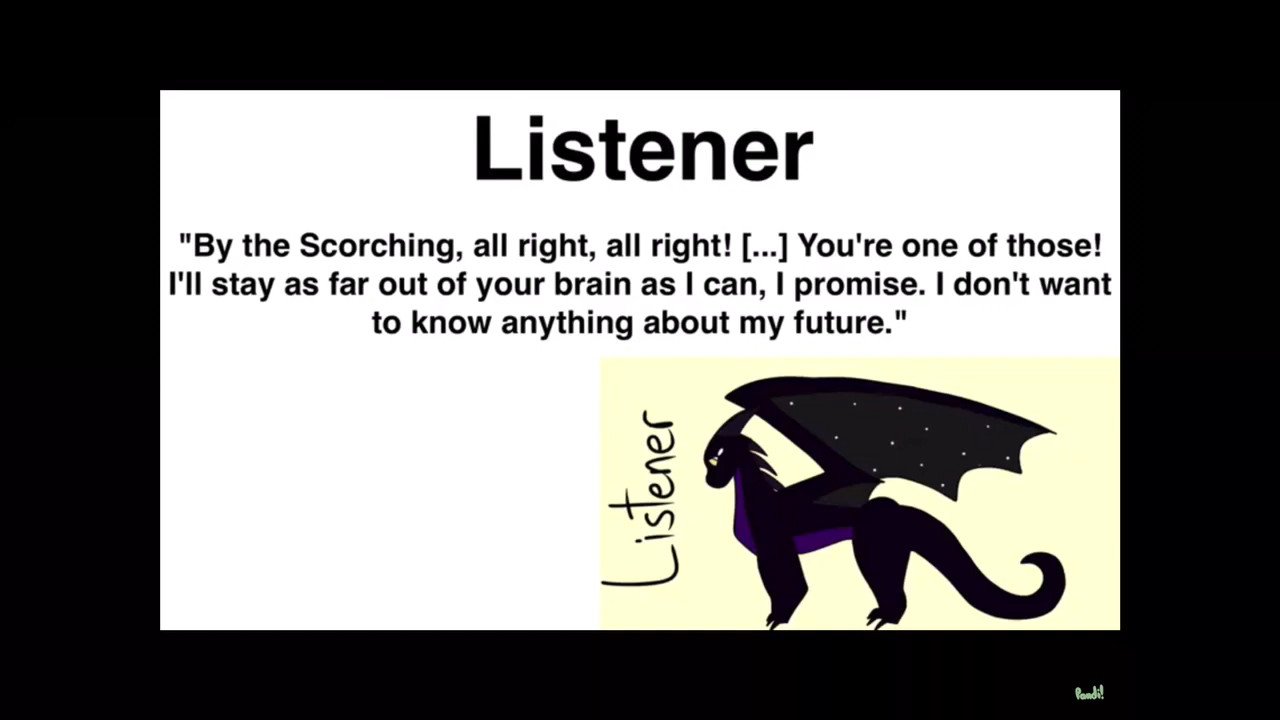 Listener
"By the Scorching, all right, all right! [...] You're one of those!
I'll stay as far out of your brain as I can, I promise. I don't want
to know anything about my future."
Listener
Pandi!